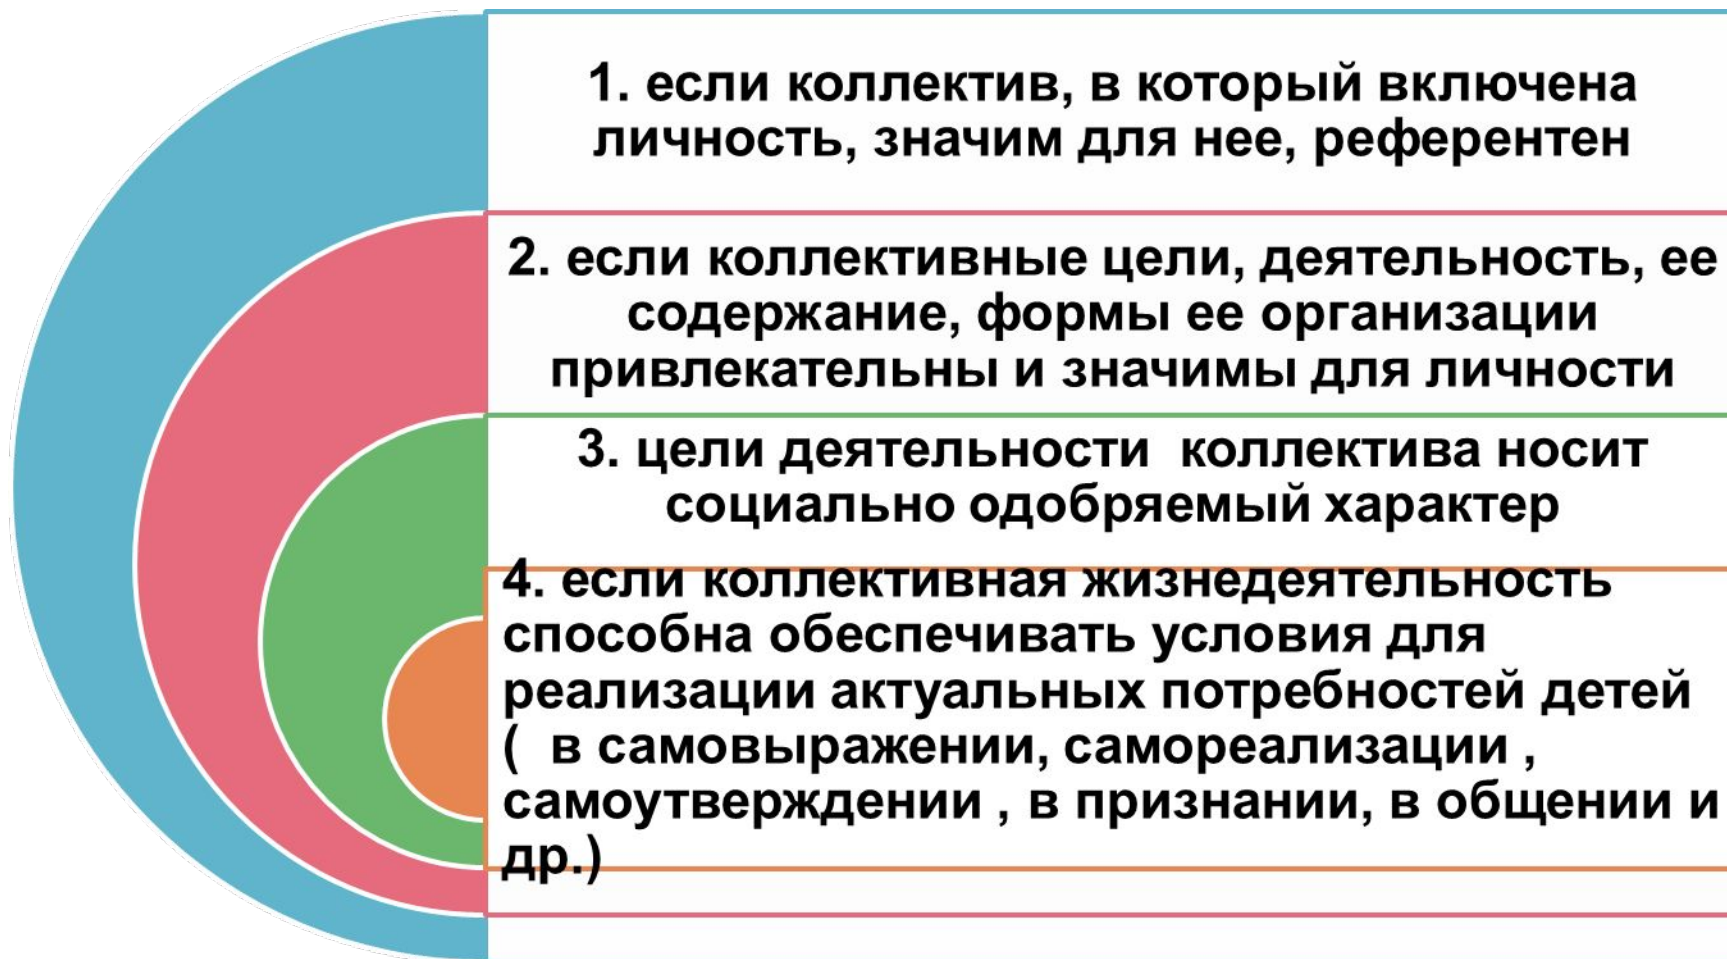 1. если коллектив, в который включена
личность, значим для нее, референтен
2. если коллективные цели, деятельность, ее
содержание, формы ее организации
привлекательны и значимы для личности
3. цели деятельности  коллектива носит
социально одобряемый характер
4. если коллективная жизнедеятельность
способна обеспечивать условия для
реализации актуальных потребностей детей
(  в самовыражении, самореализации ,
самоутверждении , в признании, в общении и
др.)